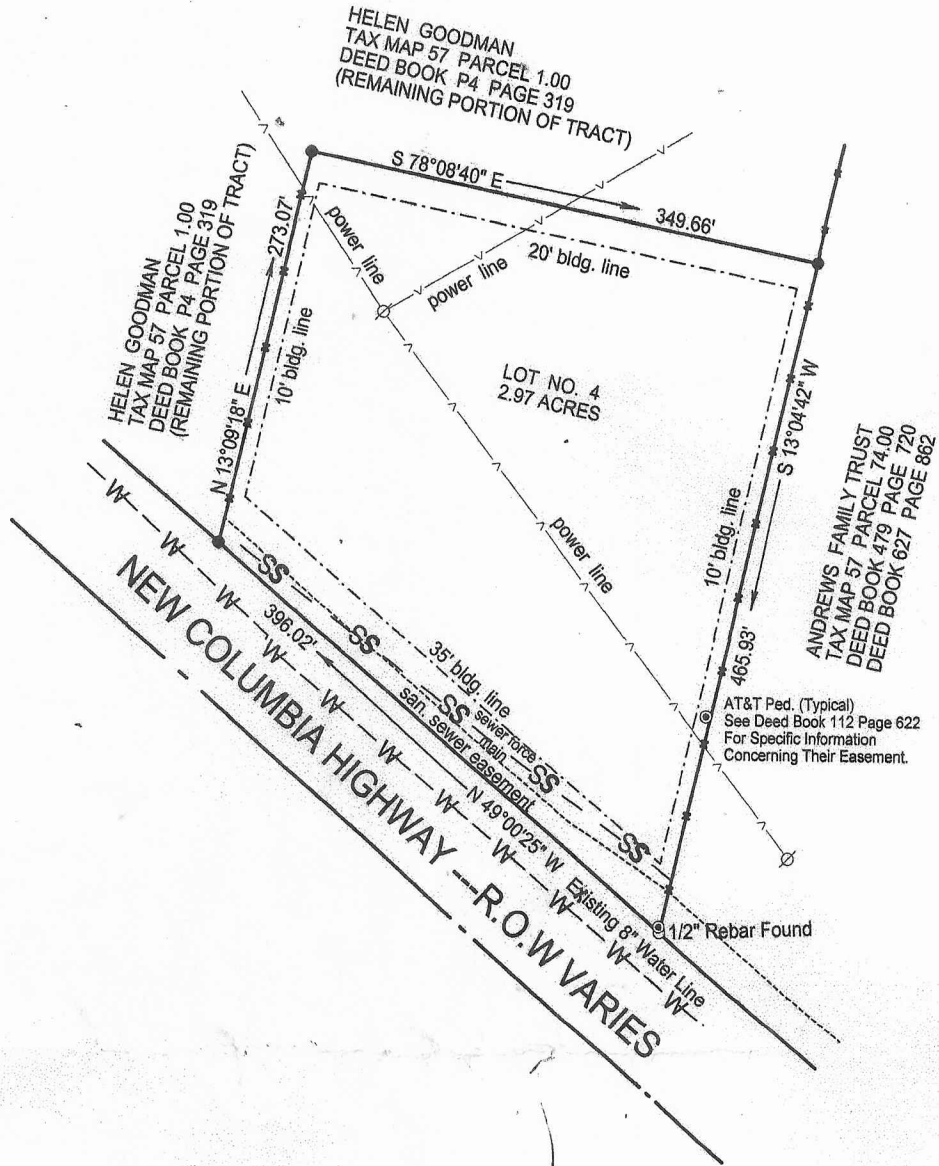 HELEN GOODMAN
TAX MAP 57 PARCEL 1.00
DEED BOOK P4 PAGE 319
(REMAINING PORTION OF TRACT)
S 78°08'40" E
349.66'
20' bldg. line
power line
power line
HELEN GOODMAN
TAX MAP 57 PARCEL 1.00
DEED BOOK P4 PAGE 319
(REMAINING PORTION OF TRACT)
N 13°09'18" E
273.07'
10' bldg. line
LOT NO. 4
2.97 ACRES
power line
10' bldg. line
S 13°04'42" W
465.93'
ANDREWS FAMILY TRUST
TAX MAP 57 PARCEL 74.00
DEED BOOK 479 PAGE 720
DEED BOOK 627 PAGE 862
AT&T Ped. (Typical)
See Deed Book 112 Page 622
For Specific Information
Concerning Their Easement.
35' bldg. line
SS SS SS SS SS
sewer force
main
san. sewer easement
396.02'
N 49°00'25" W
Existing 8" Water Line
W W W W W W W W W W W W
1/2" Rebar Found
NEW COLUMBIA HIGHWAY ---R.O.W VARIES